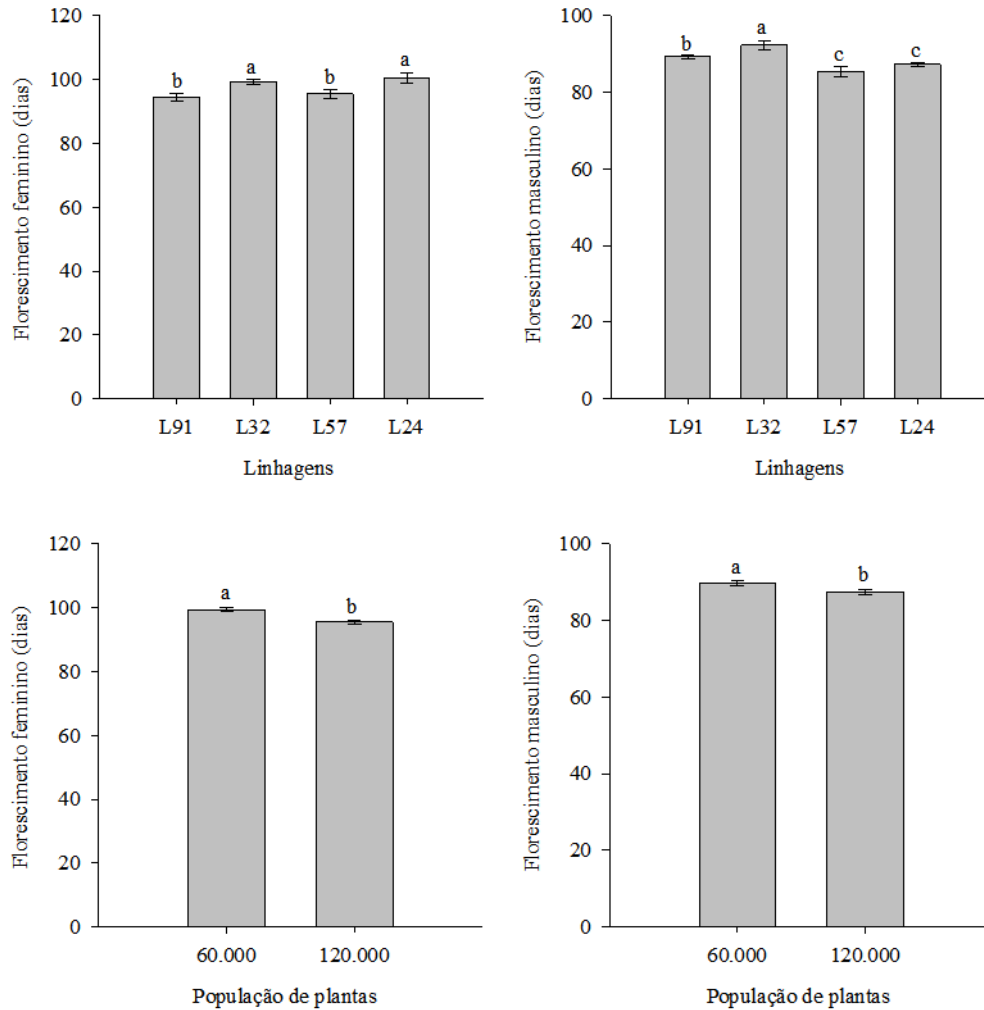 Florescimento feminino (dias)
120
100
80
60
40
20
0
b
a
b
a
L91
L32
L57
L24
Linhagens
Florescimento masculino (dias)
100
80
60
40
20
0
b
a
c
c
L91
L32
L57
L24
Linhagens
Florescimento feminino (dias)
120
100
80
60
40
20
0
a
b
60.000
120.000
População de plantas
Florescimento masculino (dias)
100
80
60
40
20
0
a
b
60.000
120.000
População de plantas